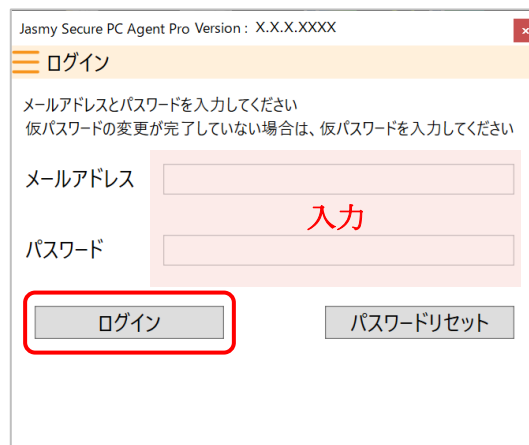 Jasmy Secure PC Agent Pro Version : X.X.X.XXXX
ログイン
メールアドレスとパスワードを入力してください
仮パスワードの変更が完了していない場合は、仮パスワードを入力してください
メールアドレス
入力
パスワード
ログイン
パスワードリセット